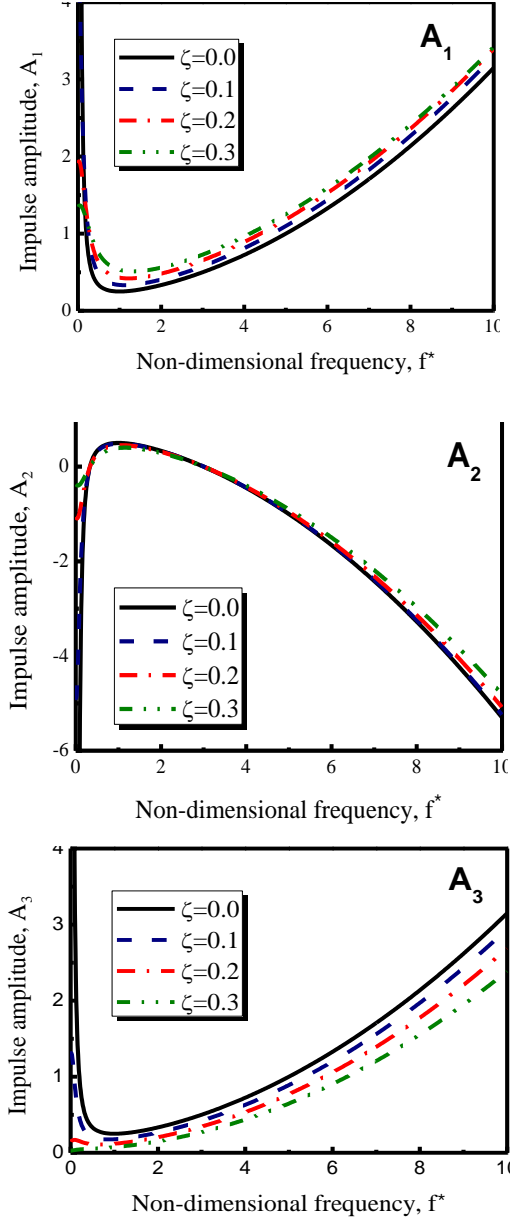 4
A1
ζ=0.0
ζ=0.1
ζ=0.2
ζ=0.3
3
2
1
0
Impulse amplitude, A1
0 2 4 6 8 10
Non-dimensional frequency, f*
A2
0
-2
-4
-6
Impulse amplitude, A2
ζ=0.0
ζ=0.1
ζ=0.2
ζ=0.3
0 2 4 6 8 10
Non-dimensional frequency, f*
4
A3
ζ=0.0
ζ=0.1
ζ=0.2
ζ=0.3
3
2
1
0
Impulse amplitude, A3
0 2 4 6 8 10
Non-dimensional frequency, f*